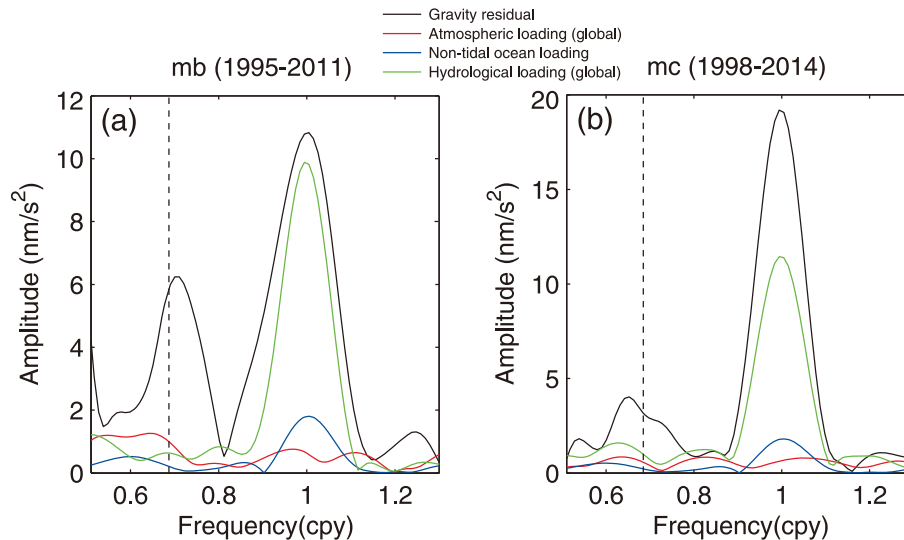 Gravity residual
Atmospheric loading (global)
Non-tidal ocean loading
Hydrological loading (global)
mb (1995-2011)
mc (1998-2014)
(a)
12
10
8
6
4
2
0
Amplitude (nm/s²)
0.6
0.8
1
1.2
Frequency(cpy)
(b)
20
15
10
5
0
Amplitude (nm/s²)
0.6
0.8
1
1.2
Frequency(cpy)